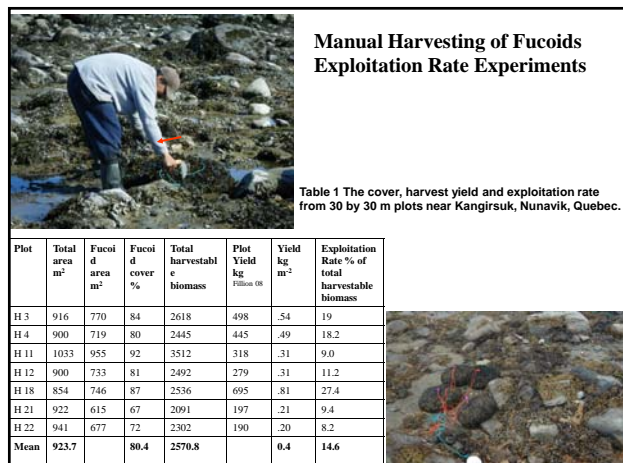 Manual Harvesting of Fucoids
Exploitation Rate Experiments
Table 1 The cover, harvest yield and exploitation rate
from 30 by 30 m plots near Kangirsuk, Nunavik, Quebec.
Plot Total area m² Fucoi d area m² Fucoi d cover % Total harvestabl e biomass Plot Yield kg Fillion 08 Yield kg m⁻² Exploitation Rate % of total harvestable biomass
H 3 916 770 84 2618 498 .54 19
H 4 900 719 80 2445 445 .49 18.2
H 11 1033 955 92 3512 318 .31 9.0
H 12 900 733 81 2492 279 .31 11.2
H 18 854 746 87 2536 695 .81 27.4
H 21 922 615 67 2091 197 .21 9.4
H 22 941 677 72 2302 190 .20 8.2
Mean 923.7 80.4 2570.8 0.4 14.6